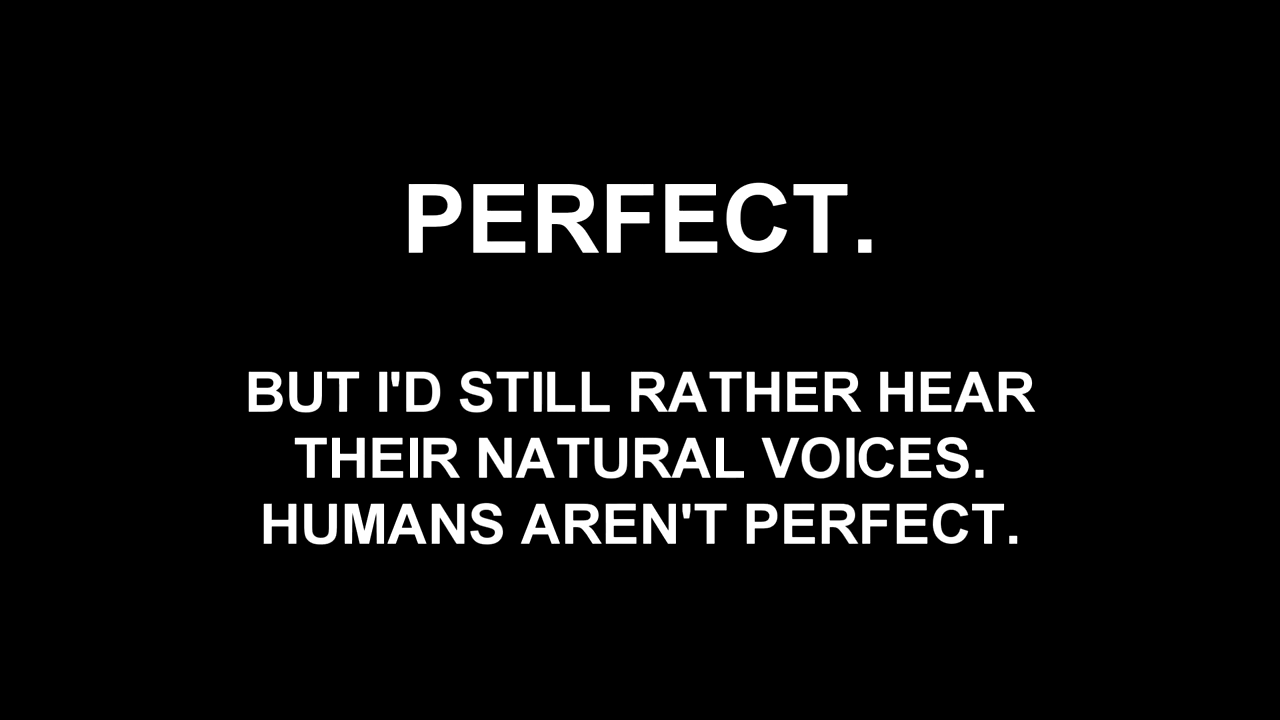 PERFECT.
BUT I'D STILL RATHER HEAR
THEIR NATURAL VOICES.
HUMANS AREN'T PERFECT.